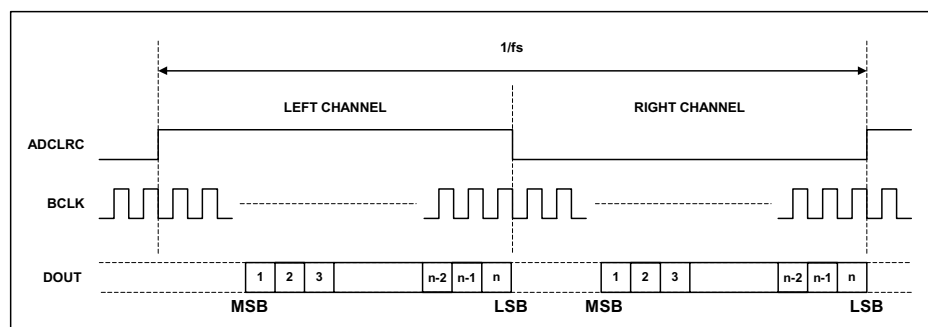 1/fs
LEFT CHANNEL RIGHT CHANNEL
ADCLRC
BCLK
DOUT 1 2 3 n-2 n-1 n 1 2 3 n-2 n-1 n
MSB LSB MSB LSB